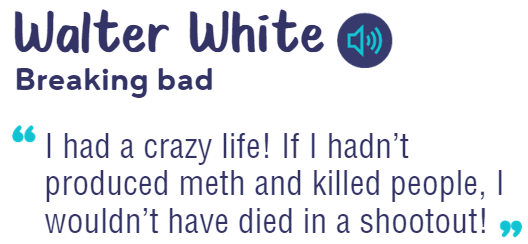 Walter White
Breaking bad
“ I had a crazy life! If I hadn’t
produced meth and killed people, I
wouldn’t have died in a shootout! ”